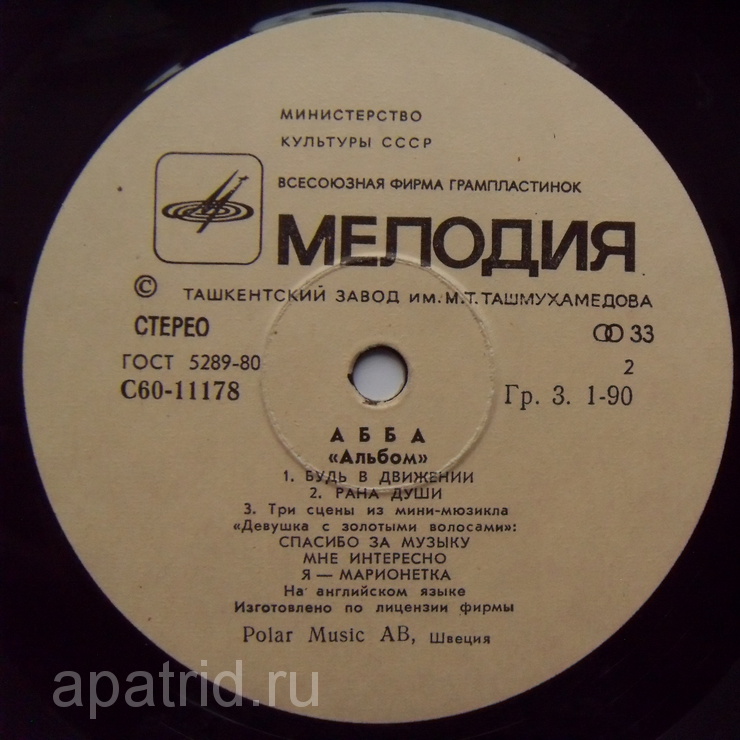 МИНИСТЕРСТВО
КУЛЬТУРЫ СССР
ВСЕСОЮЗНАЯ ФИРМА ГРАМПЛАСТИНОК
МЕЛОДИЯ
© ТАШКЕНТСКИЙ ЗАВОД ИМ. М.Т. ТАШМУХАМЕДОВА
СТЕРЕО
33
ГОСТ 5289-80
2
С60-11178
Гр. 3. 1-90
АББА
«Альбом»
1. БУДЬ В ДВИЖЕНИИ
2. РАНА ДУШИ
3. Три сцены из мини-мюзикла
«Девушка с золотыми волосами»:
СПАСИБО ЗА МУЗЫКУ
МНЕ ИНТЕРЕСНО
Я — МАРИОНЕТКА
На английском языке
Изготовлено по лицензии фирмы
Polar Music AB, Швеция
apatrid.ru